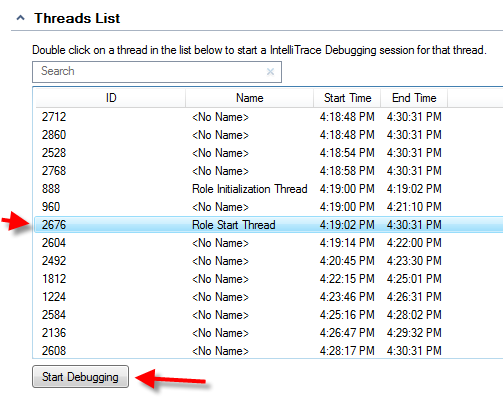 Threads List
Double click on a thread in the list below to start a IntelliTrace Debugging session for that thread.
Search
ID Name Start Time End Time
2712 <No Name> 4:18:48 PM 4:30:31 PM
2860 <No Name> 4:18:48 PM 4:30:31 PM
2528 <No Name> 4:18:54 PM 4:30:31 PM
2768 <No Name> 4:18:58 PM 4:30:31 PM
888 Role Initialization Thread 4:19:00 PM 4:19:02 PM
960 <No Name> 4:19:00 PM 4:21:10 PM
2676 Role Start Thread 4:19:02 PM 4:30:31 PM
2604 <No Name> 4:19:14 PM 4:22:00 PM
2492 <No Name> 4:20:45 PM 4:23:30 PM
1812 <No Name> 4:22:15 PM 4:25:01 PM
1224 <No Name> 4:23:46 PM 4:26:31 PM
2584 <No Name> 4:25:16 PM 4:28:02 PM
2136 <No Name> 4:26:47 PM 4:29:32 PM
2608 <No Name> 4:28:17 PM 4:30:31 PM
Start Debugging